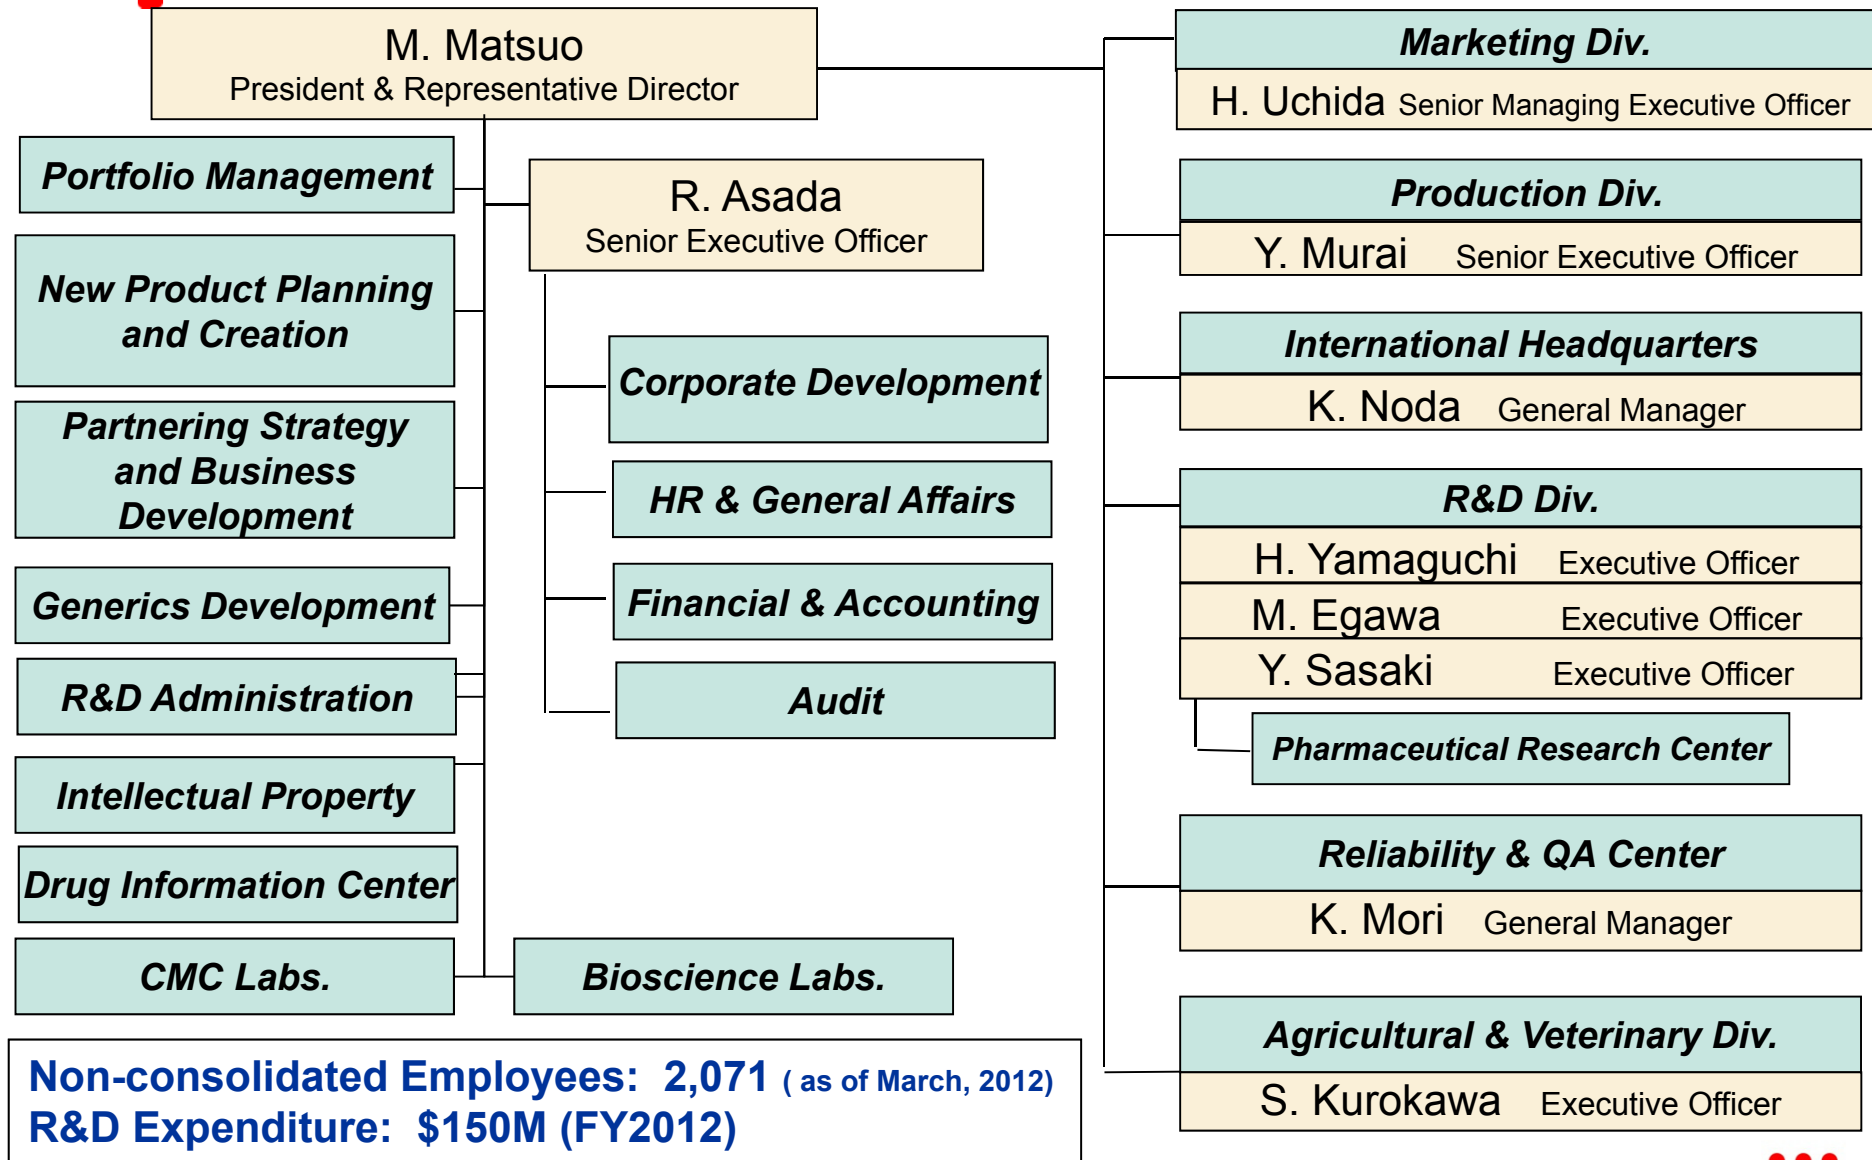 M. Matsuo
President & Representative Director
Portfolio Management
New Product Planning
and Creation
Partnering Strategy
and Business
Development
Generics Development
R&D Administration
Intellectual Property
Drug Information Center
CMC Labs.
Bioscience Labs.
R. Asada
Senior Executive Officer
Corporate Development
HR & General Affairs
Financial & Accounting
Audit
Marketing Div.
H. Uchida Senior Managing Executive Officer
Production Div.
Y. Murai Senior Executive Officer
International Headquarters
K. Noda General Manager
R&D Div.
H. Yamaguchi Executive Officer
M. Egawa Executive Officer
Y. Sasaki Executive Officer
Pharmaceutical Research Center
Reliability & QA Center
K. Mori General Manager
Agricultural & Veterinary Div.
S. Kurokawa Executive Officer
Non-consolidated Employees: 2,071 ( as of March, 2012)
R&D Expenditure: $150M (FY2012)